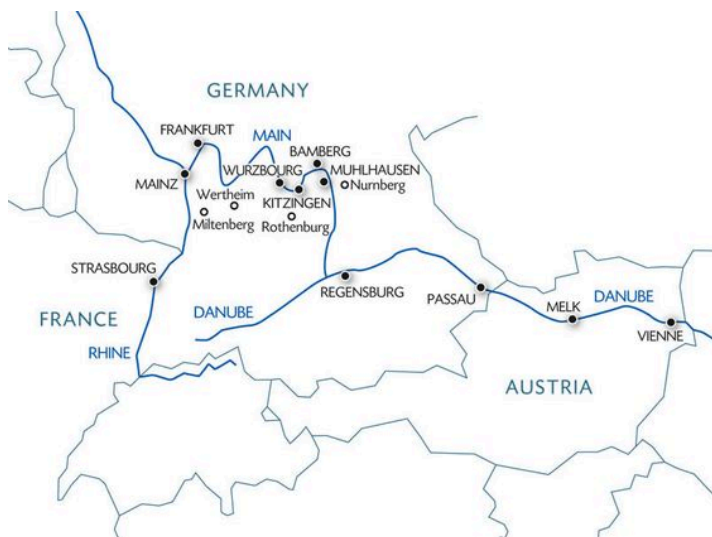 GERMANY
FRANKFURT
MAIN
BAMBERG
WURZBOURG
MUHLHAUSEN
MAINZ
Nurnberg
Wertheim
KITZINGEN
Miltenberg
Rothenburg
STRASBOURG
REGENSBURG
PASSAU
DANUBE
MELK
DANUBE
FRANCE
VIENNE
RHINE
AUSTRIA